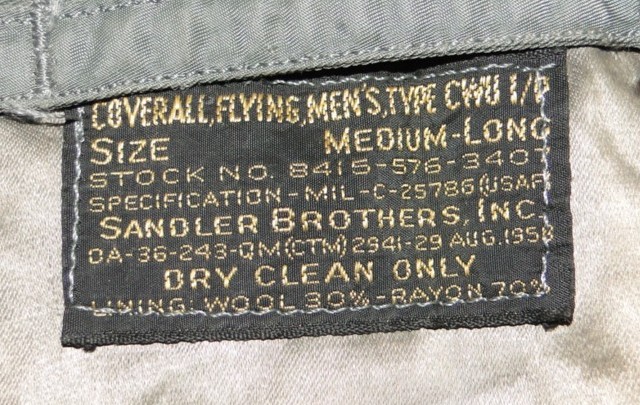 COVERALL,FLYING,MEN'S,TYPE CWU 1/P
SIZE MEDIUM-LONG
STOCK NO. 8415-576-3407
SPECIFICATION-MIL-C-25786(USAF)
SANDLER BROTHERS, INC.
DA-36-243-QM(CTM)2941-29 AUG.1958
DRY CLEAN ONLY
LINING: WOOL 30%-RAYON 70%